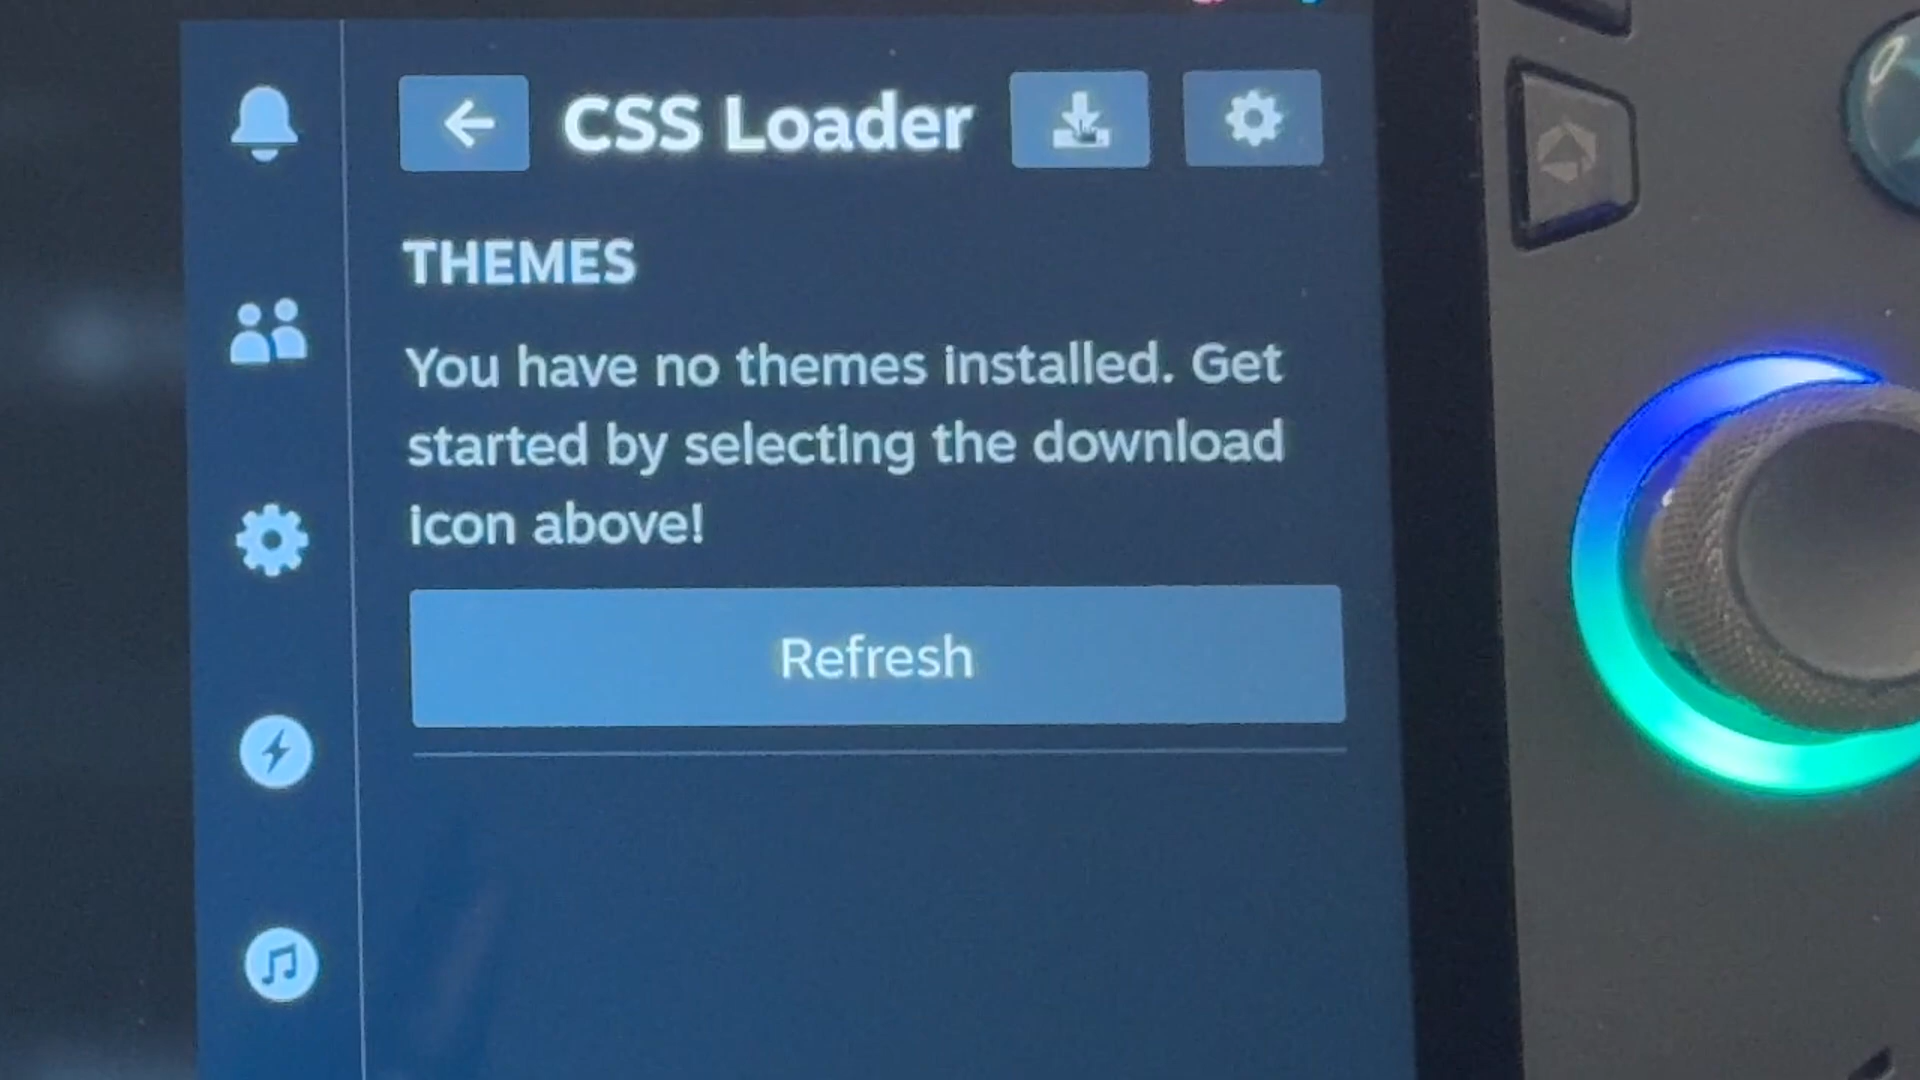 CSS Loader
THEMES
You have no themes installed. Get
started by selecting the download
icon above!
Refresh